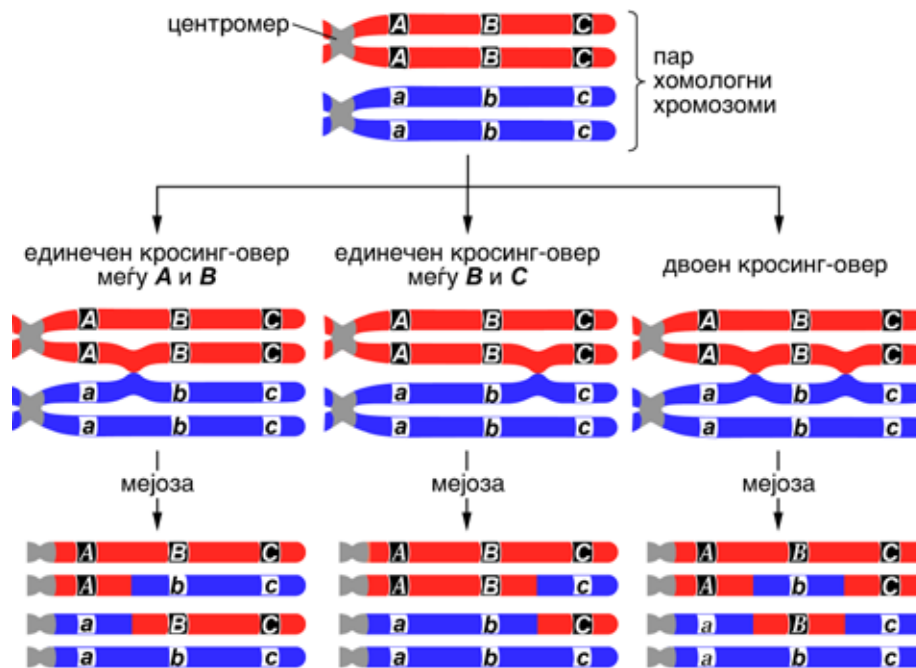 центромер
A B C
A B C
a b c
a b c
пар
хомологни
хромозоми
единечен кросинг-овер
меѓу A и B
единечен кросинг-овер
меѓу B и C
двоен кросинг-овер
A B C
A B C
a b c
a b c
A B C
A B C
a b c
a b c
A B C
A B C
a b c
a b c
мејоза
мејоза
мејоза
A B C
A b c
a B C
a b c
A B C
A B c
a b C
a b c
A B C
A b C
a B c
a b c